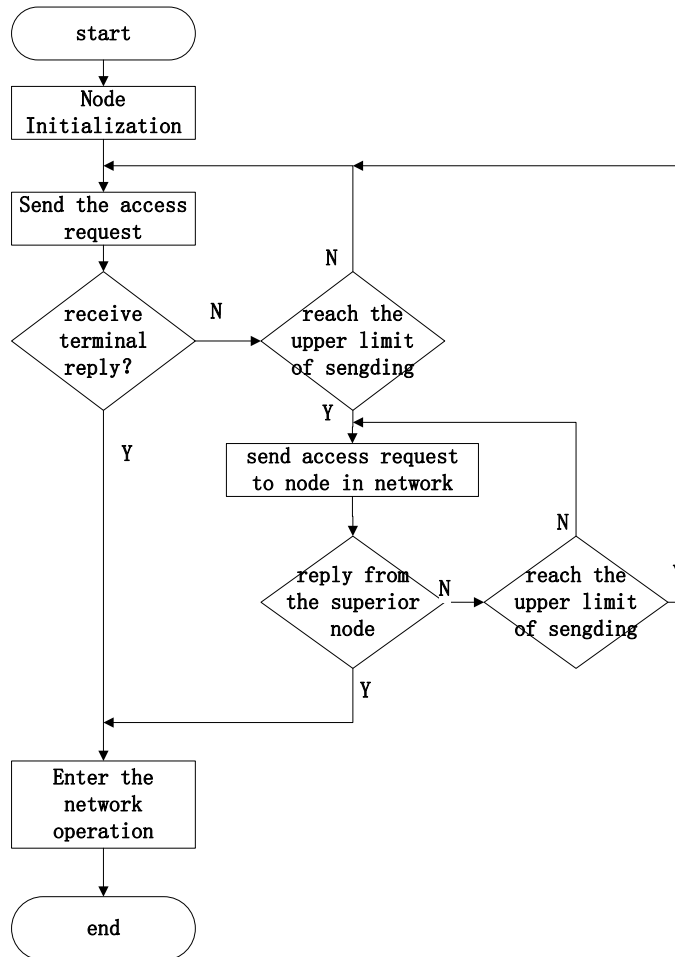 start
Node
Initialization
Send the access
request
N
receive
terminal
reply?
N
reach the
upper limit
of sengding
Y
Y
send access request
to node in network
N
reply from
the superior
node
N
reach the
upper limit
of sengding
Y
Enter the
network
operation
end